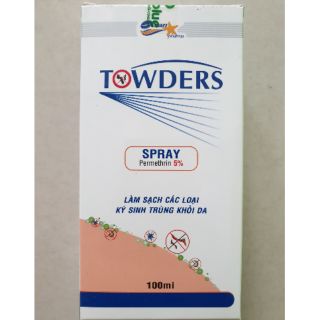 TOWDERS
SPRAY
Permethrin 5%
LÀM SẠCH CÁC LOẠI
KÝ SINH TRÙNG KHỎI DA
100ml